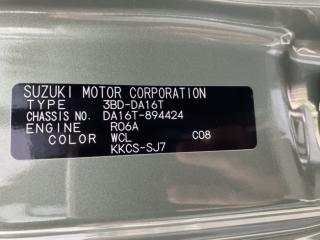 SUZUKI MOTOR CORPORATION
TYPE 3BD-DA16T
CHASSIS NO. DA16T-894424
ENGINE R06A
COLOR WCL C08
KKCS-SJ7